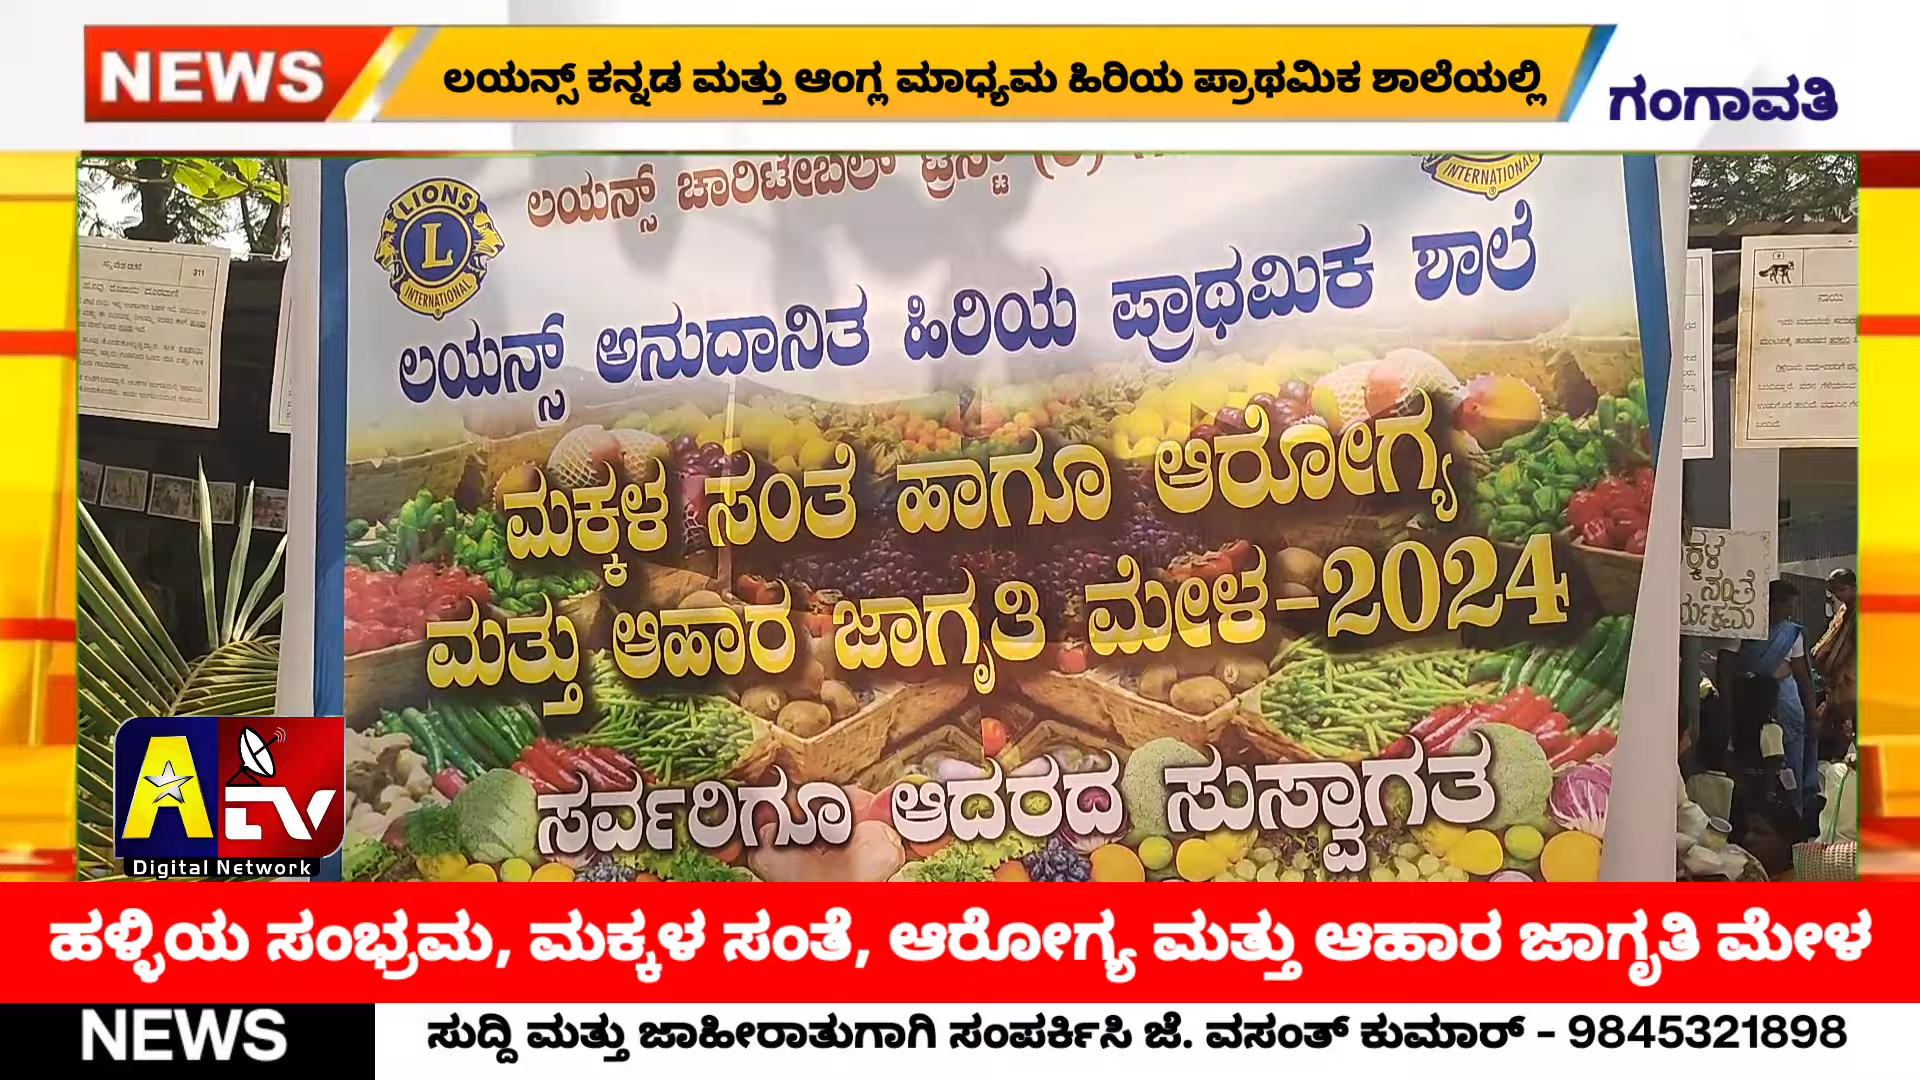 NEWS
ಲಯನ್ಸ್ ಕನ್ನಡ ಮತ್ತು ಆಂಗ್ಲ ಮಾಧ್ಯಮ ಹಿರಿಯ ಪ್ರಾಥಮಿಕ ಶಾಲೆಯಲ್ಲಿ
ಗಂಗಾವತಿ
ಲಯನ್ಸ್ ಚಾರಿಟೇಬಲ್ ಟ್ರಸ್ಟ್
LIONS
L
INTERNATIONAL
INTERNATIONAL
ಲಯನ್ಸ್ ಅನುದಾನಿತ ಹಿರಿಯ ಪ್ರಾಥಮಿಕ ಶಾಲೆ
ಮಕ್ಕಳ ಸಂತೆ ಹಾಗೂ ಆರೋಗ್ಯ
ಮತ್ತು ಆಹಾರ ಜಾಗೃತಿ ಮೇಳ-2024
ಸರ್ವರಿಗೂ ಆದರದ ಸುಸ್ವಾಗತ
311
A TV
Digital Network
ಹಳ್ಳಿಯ ಸಂಭ್ರಮ, ಮಕ್ಕಳ ಸಂತೆ, ಆರೋಗ್ಯ ಮತ್ತು ಆಹಾರ ಜಾಗೃತಿ ಮೇಳ
NEWS
ಸುದ್ದಿ ಮತ್ತು ಜಾಹೀರಾತುಗಾಗಿ ಸಂಪರ್ಕಿಸಿ ಜೆ. ವಸಂತ್ ಕುಮಾರ್ - 9845321898